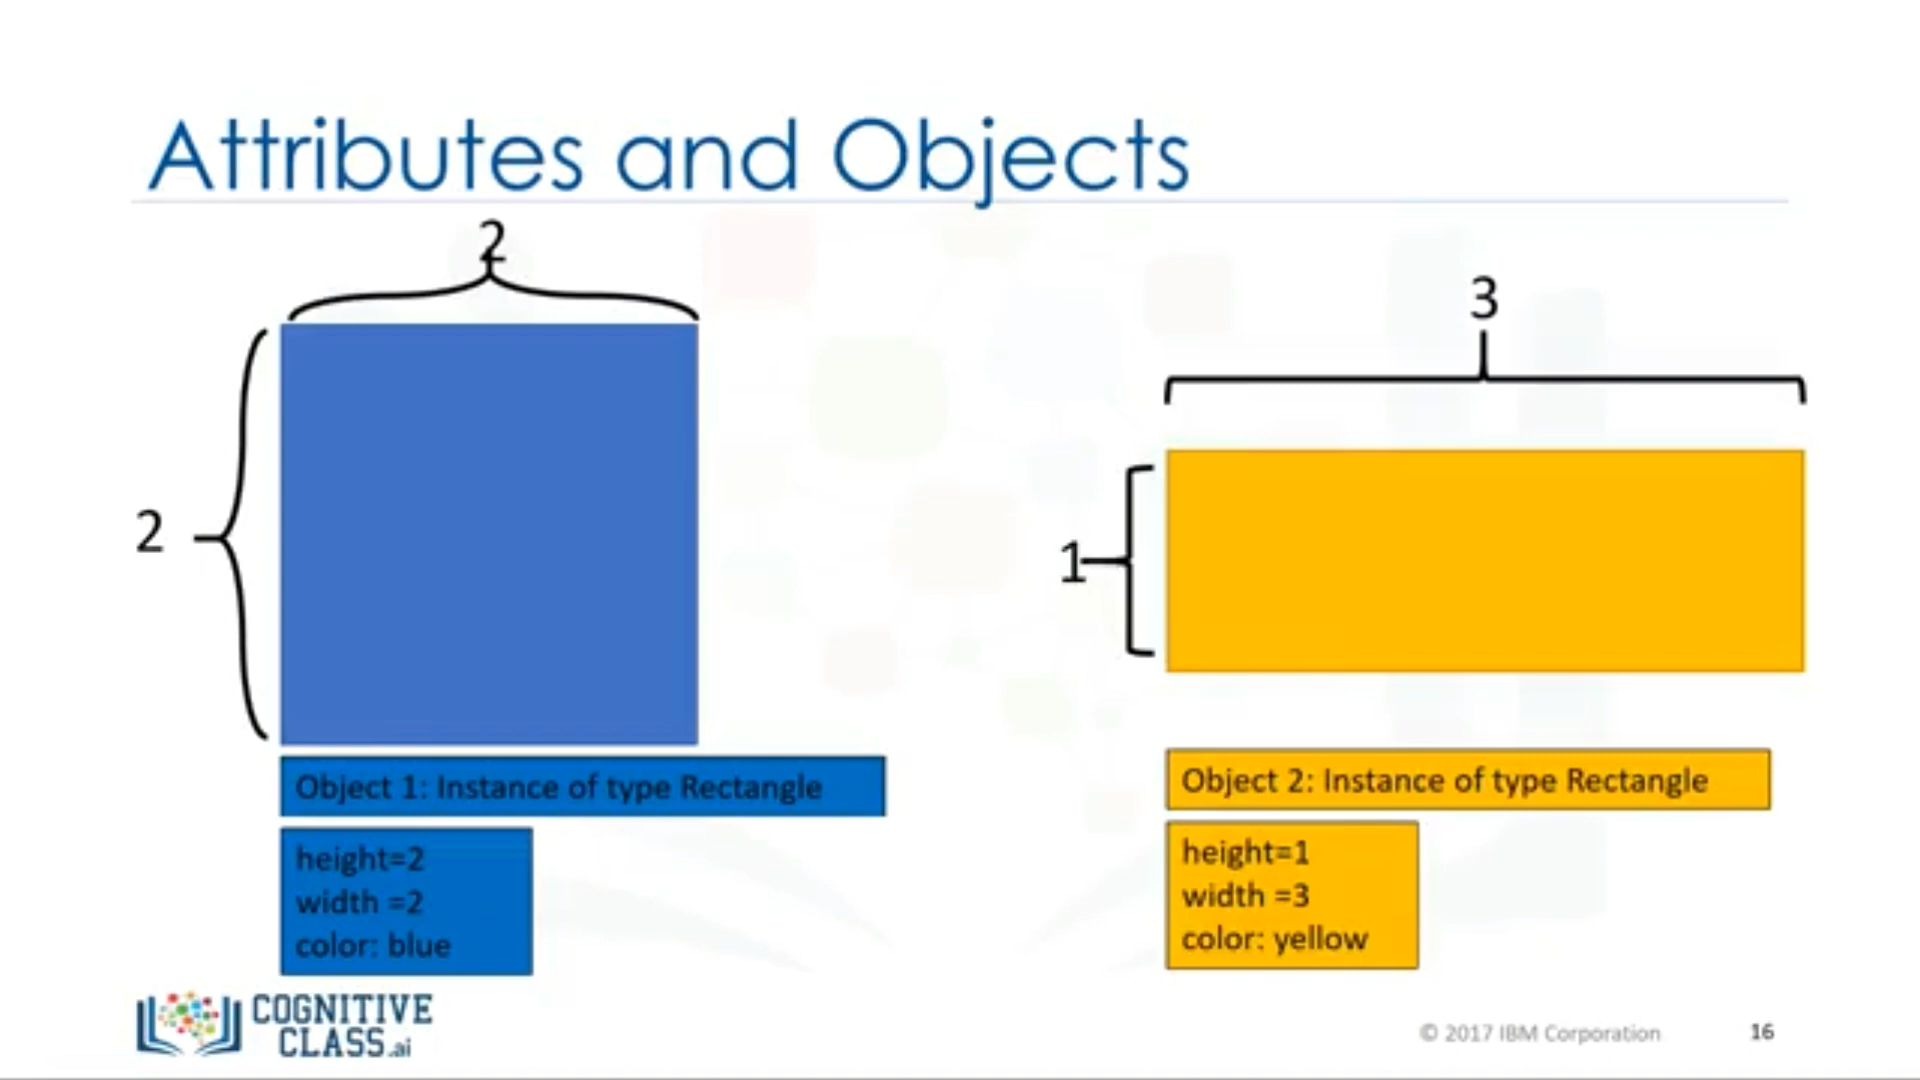 Attributes and Objects
2
2
Object 1: Instance of type Rectangle
height=2
width =2
color: blue
3
1
Object 2: Instance of type Rectangle
height=1
width =3
color: yellow
COGNITIVE
CLASS.ai
© 2017 IBM Corporation
16